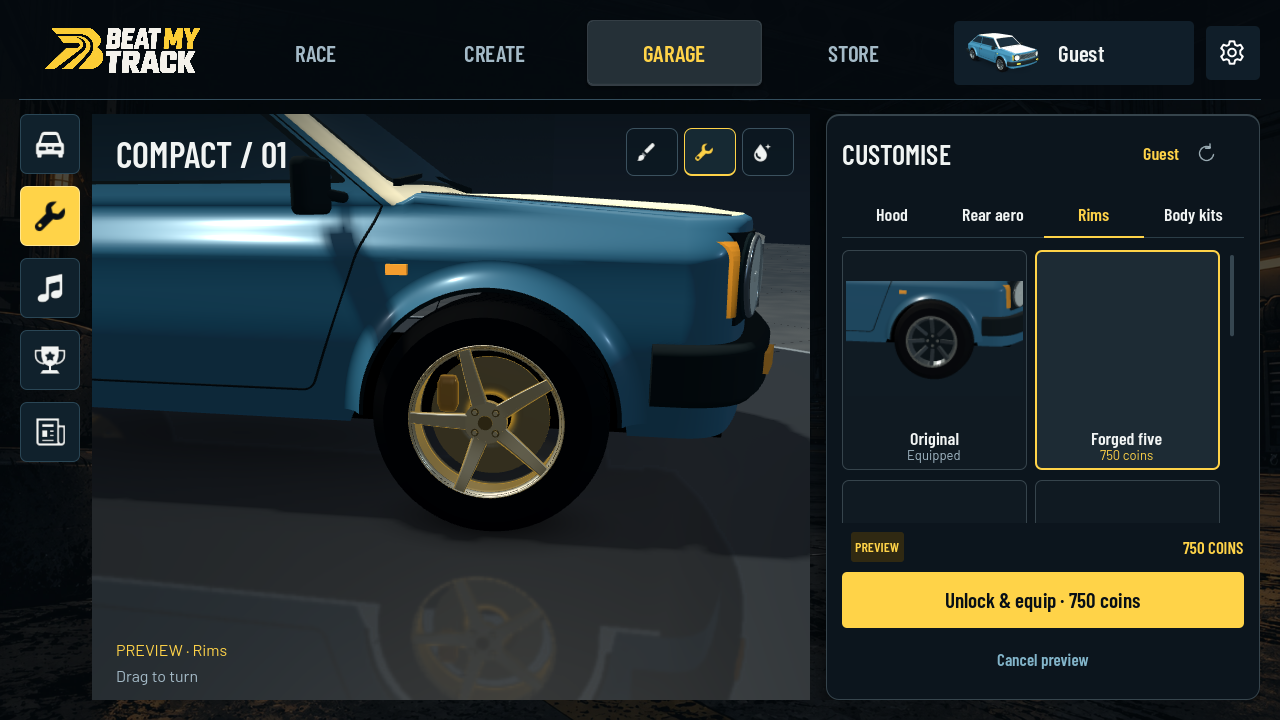 BEAT MY TRACK
RACE
CREATE
GARAGE
STORE
Guest
COMPACT / 01
PREVIEW · Rims
Drag to turn
CUSTOMISE
Guest
Hood
Rear aero
Rims
Body kits
Original
Equipped
Forged five
750 coins
PREVIEW
750 COINS
Unlock & equip · 750 coins
Cancel preview